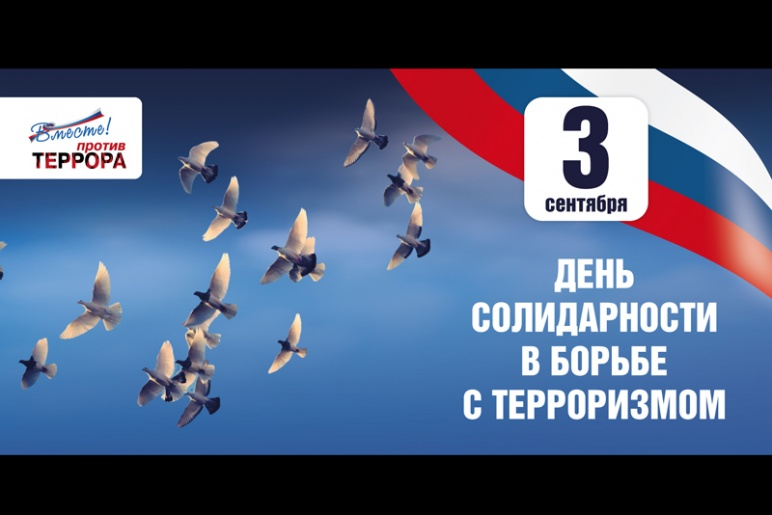 Вместе!
против
ТЕРРОРА
3
сентября
ДЕНЬ
СОЛИДАРНОСТИ
В БОРЬБЕ
С ТЕРРОРИЗМОМ